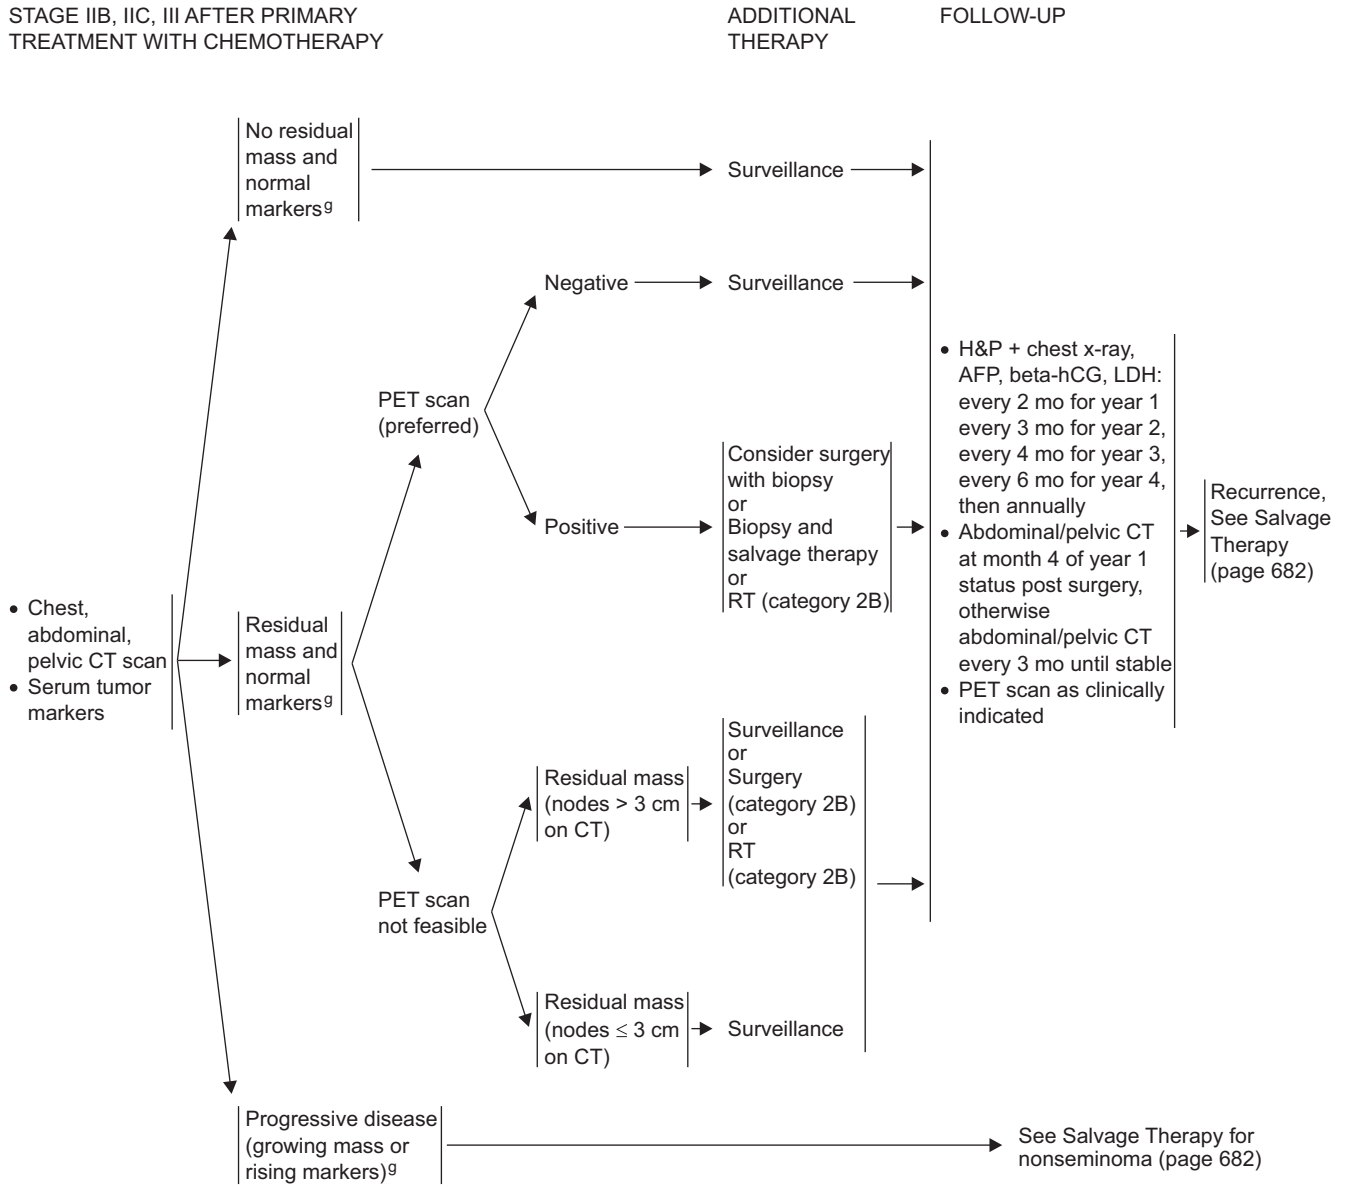 STAGE IIB, IIC, III AFTER PRIMARY
TREATMENT WITH CHEMOTHERAPY
ADDITIONAL
THERAPY
FOLLOW-UP
• Chest,
abdominal,
pelvic CT scan
• Serum tumor
markers
No residual
mass and
normal
markersᵍ
Surveillance
Residual
mass and
normal
markersᵍ
PET scan
(preferred)
Negative
Surveillance
Positive
Consider surgery
with biopsy
or
Biopsy and
salvage therapy
or
RT (category 2B)
PET scan
not feasible
Residual mass
(nodes > 3 cm
on CT)
Surveillance
or
Surgery
(category 2B)
or
RT
(category 2B)
Residual mass
(nodes ≤ 3 cm
on CT)
Surveillance
• H&P + chest x-ray,
AFP, beta-hCG, LDH:
every 2 mo for year 1
every 3 mo for year 2,
every 4 mo for year 3,
every 6 mo for year 4,
then annually
• Abdominal/pelvic CT
at month 4 of year 1
status post surgery,
otherwise
abdominal/pelvic CT
every 3 mo until stable
• PET scan as clinically
indicated
Recurrence,
See Salvage
Therapy
(page 682)
Progressive disease
(growing mass or
rising markers)ᵍ
See Salvage Therapy for
nonseminoma (page 682)